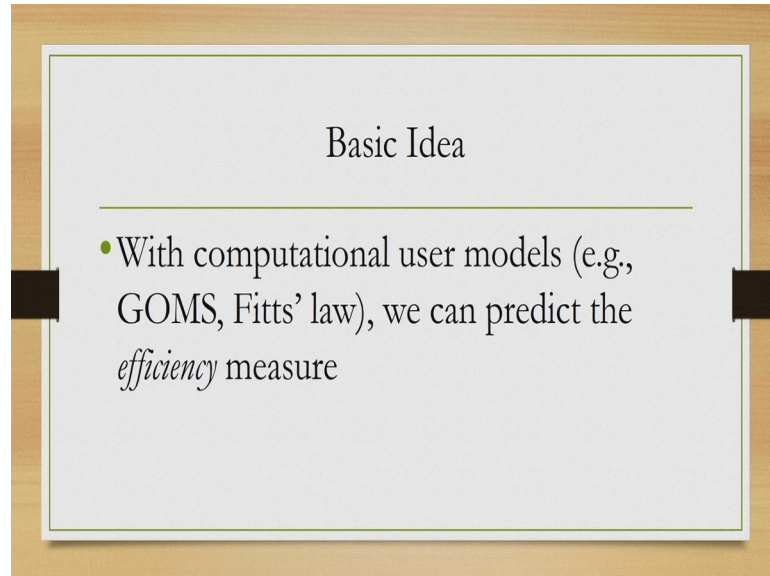 Basic Idea
•With computational user models (e.g.,
GOMS, Fitts’ law), we can predict the
efficiency measure